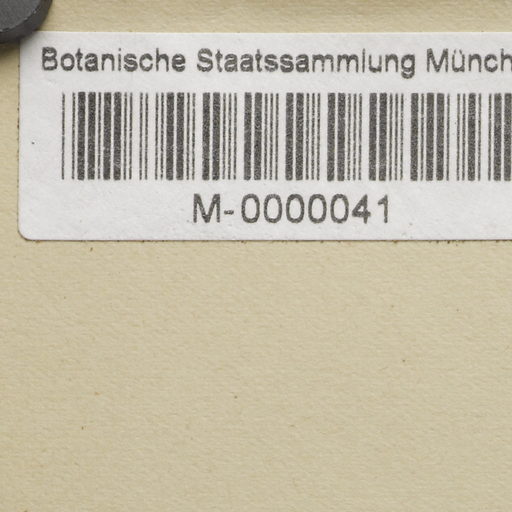 Botanische Staatssammlung Münch
M-0000041